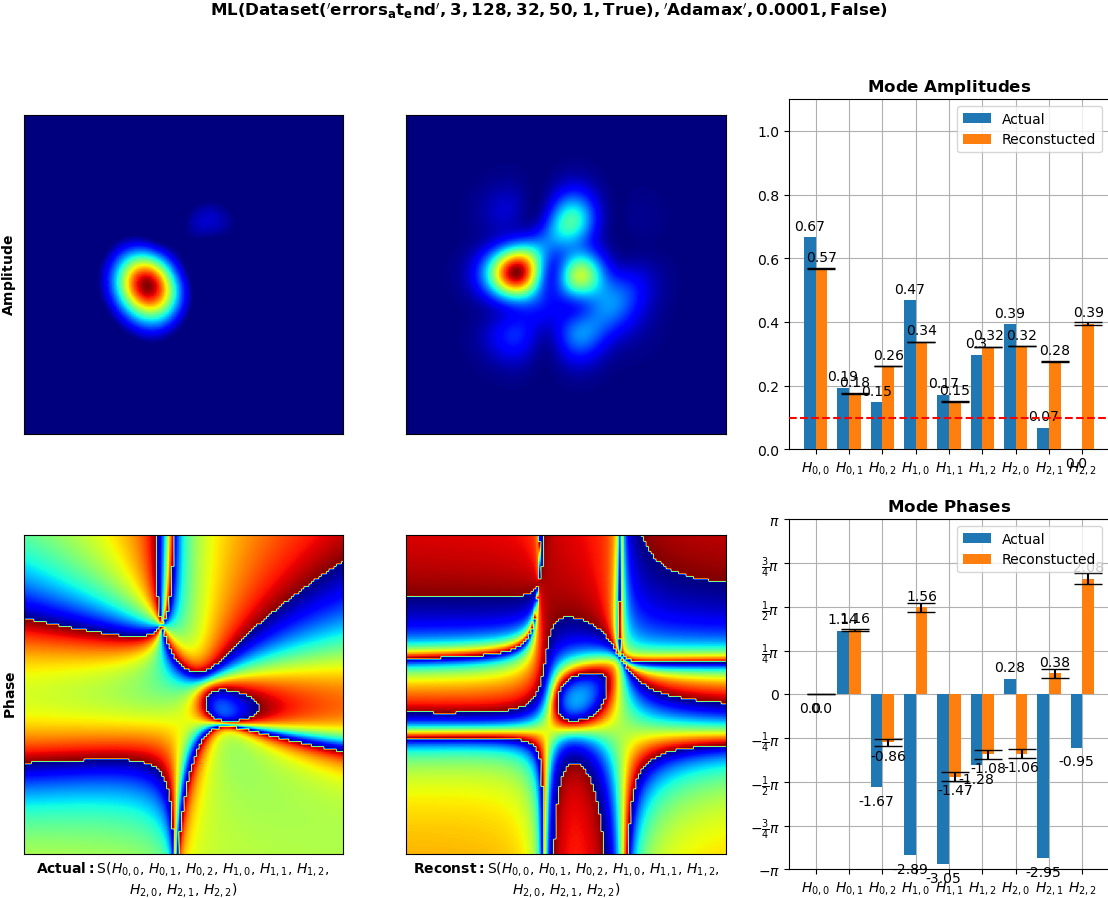 ML(Dataset('errors_at_end', 3, 128, 32, 50, 1, True), 'Adamax', 0.0001, False)
Amplitude
Mode Amplitudes
Actual
Reconstucted
1.0
0.8
0.6
0.4
0.2
0.0
0.67
0.57
0.19
0.18
0.15
0.26
0.47
0.34
0.17
0.15
0.3
0.32
0.39
0.32
0.07
0.28
0.0
0.39
H0,0 H0,1 H0,2 H1,0 H1,1 H1,2 H2,0 H2,1 H2,2
Phase
Mode Phases
Actual
Reconstucted
π
3/4π
1/2π
1/4π
0
−1/4π
−1/2π
−3/4π
−π
0.0
0.0
1.14
1.16
-1.67
-0.86
-2.89
1.56
-3.05
-1.47
-1.28
-1.08
0.28
-1.06
-2.95
0.38
-0.95
2.08
H0,0 H0,1 H0,2 H1,0 H1,1 H1,2 H2,0 H2,1 H2,2
Actual: S(H0,0, H0,1, H0,2, H1,0, H1,1, H1,2,
H2,0, H2,1, H2,2)
Reconst: S(H0,0, H0,1, H0,2, H1,0, H1,1, H1,2,
H2,0, H2,1, H2,2)